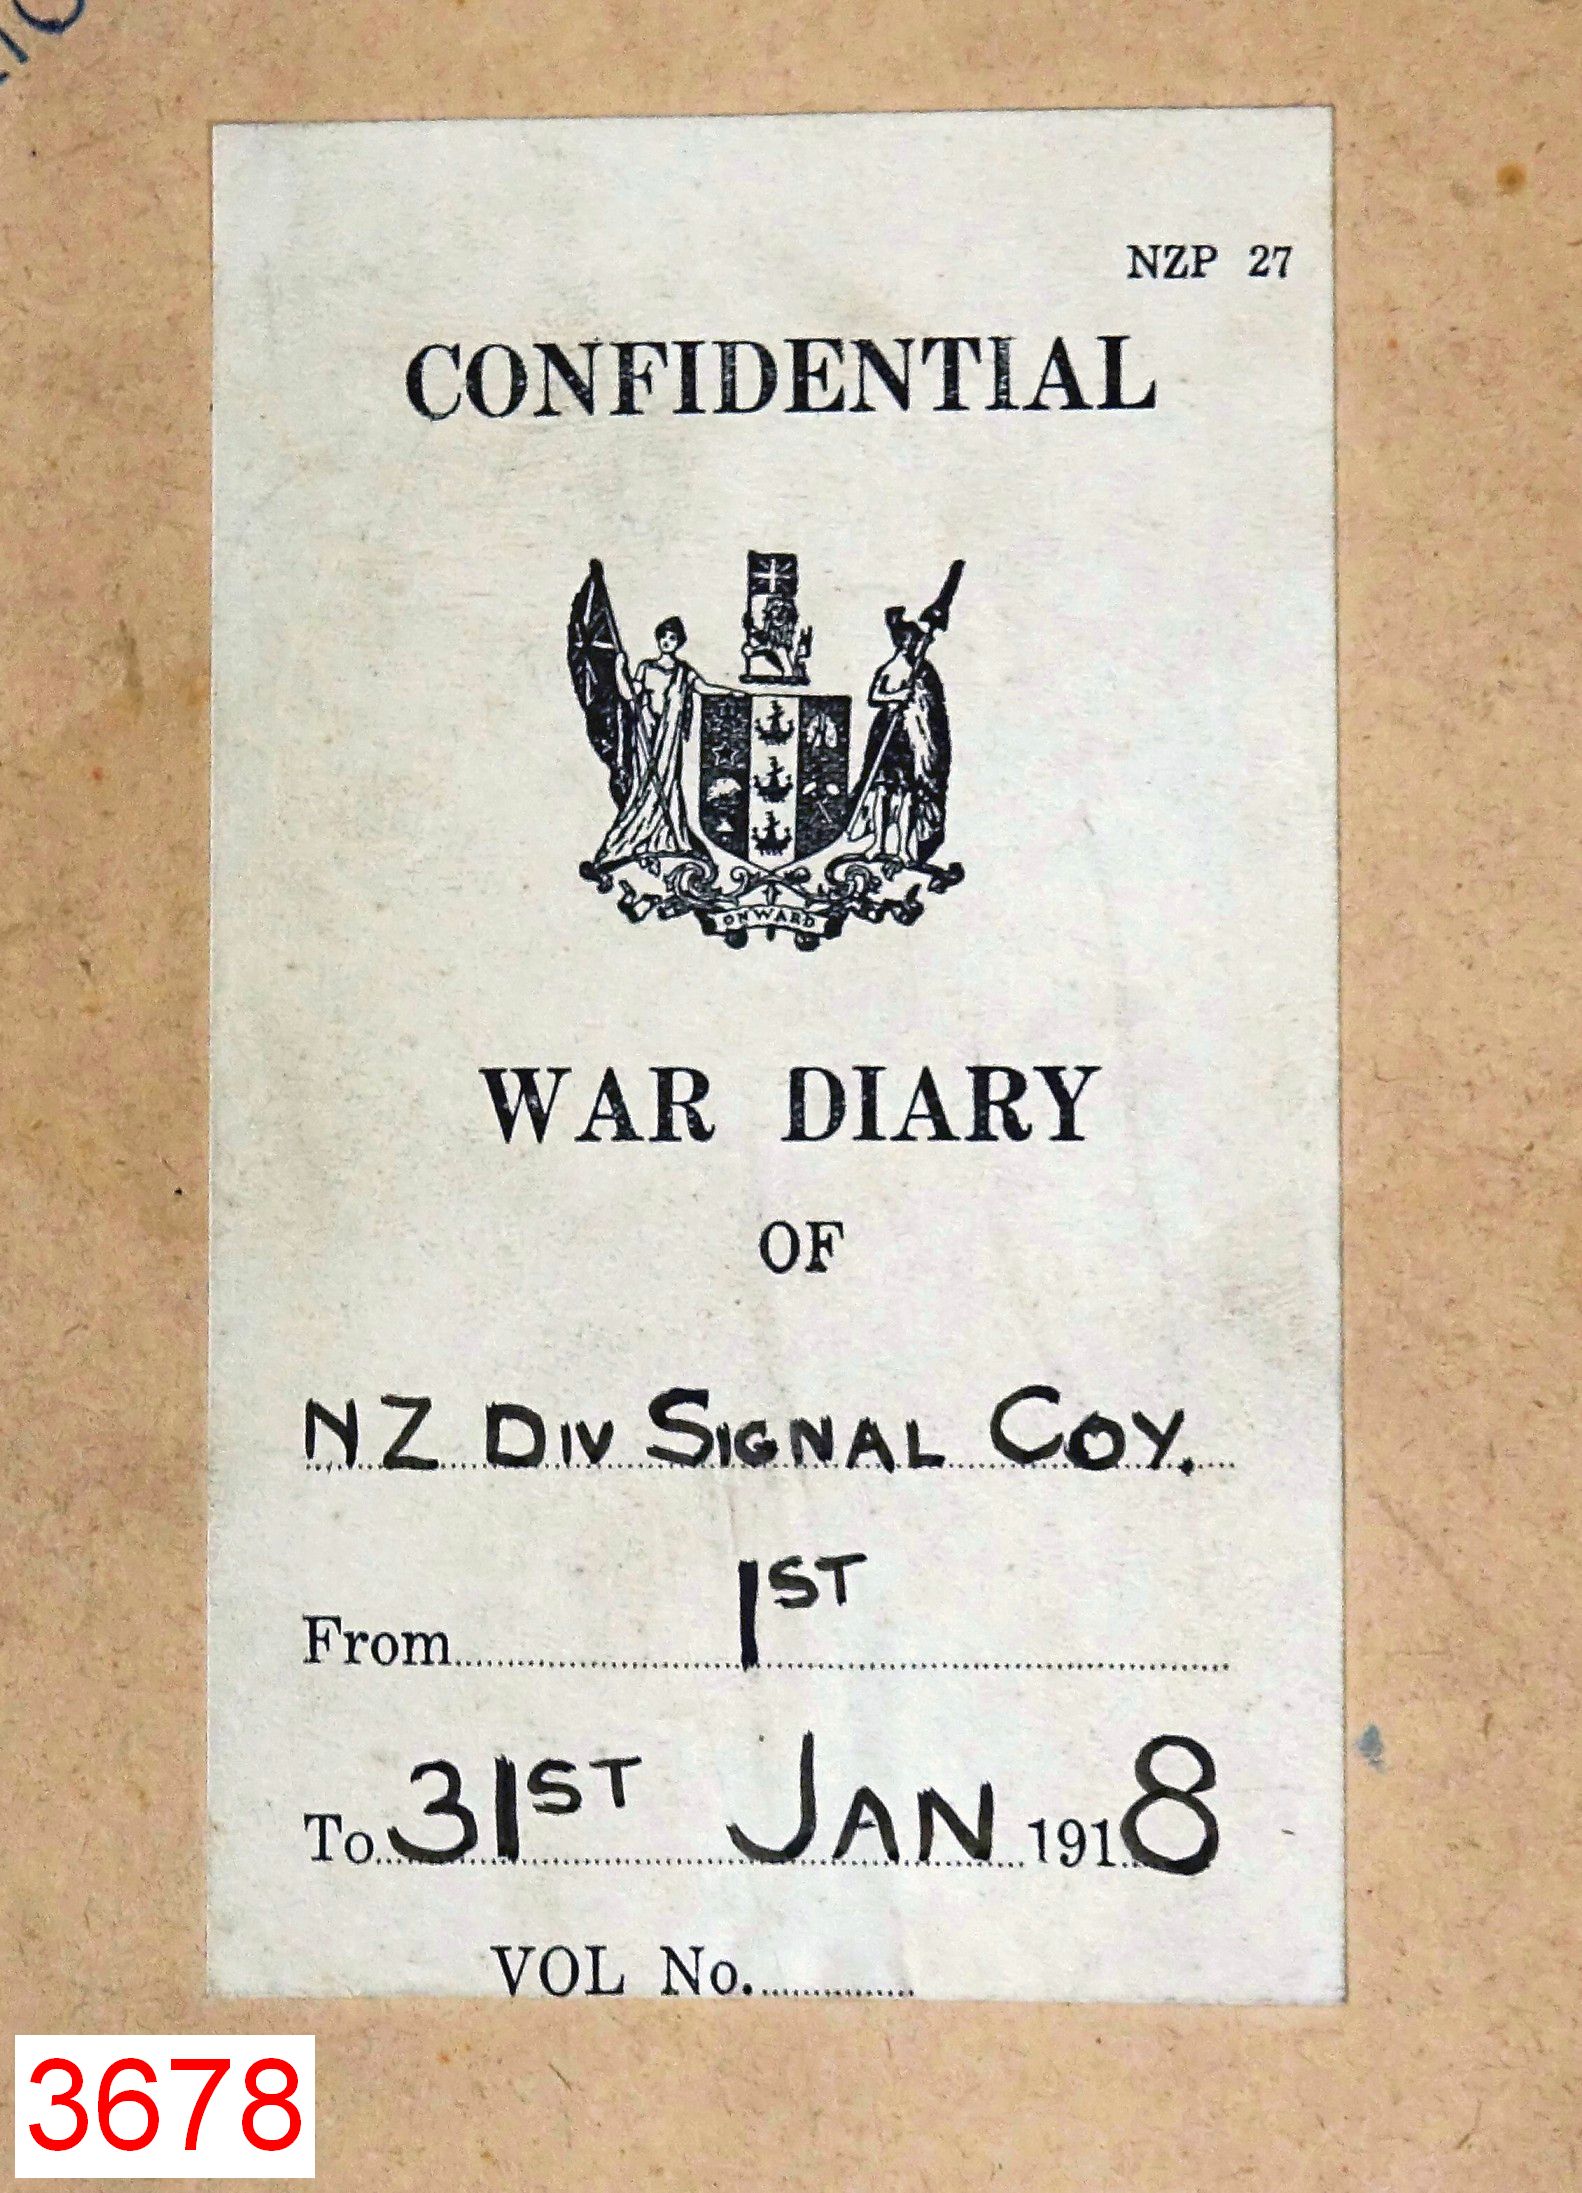 NZP 27
CONFIDENTIAL
ONWARD
WAR DIARY
OF
NZ DIV SIGNAL COY.
From 1ST
To 31ST JAN 1918
VOL No.
3678